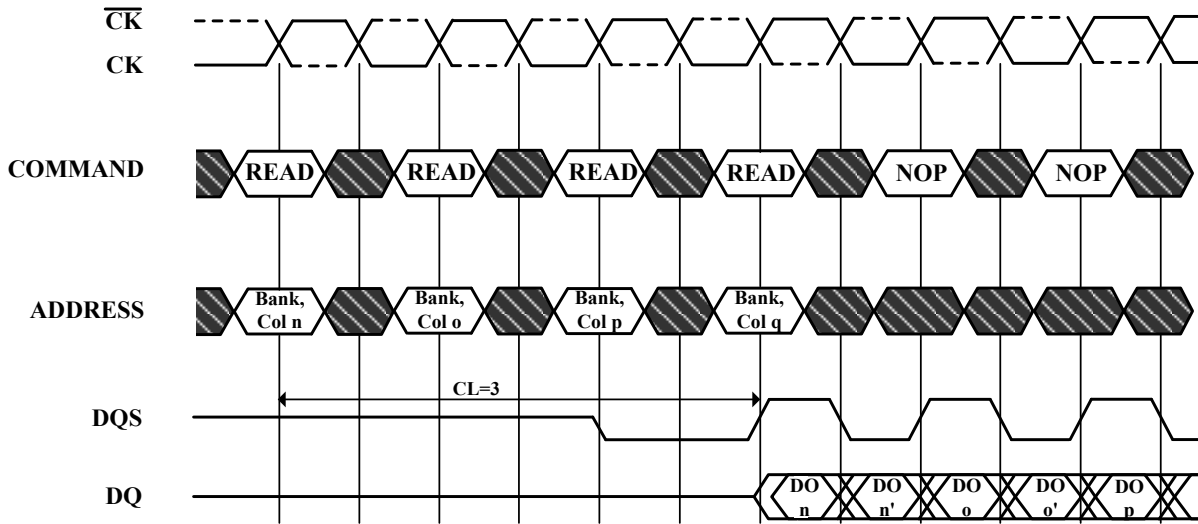 CK
CK
COMMAND
READ READ READ READ NOP NOP
ADDRESS
Bank, Bank, Bank, Bank,
Col n Col o Col p Col q
CL=3
DQS
DQ
DO DO DO DO DO
n n' o o' p